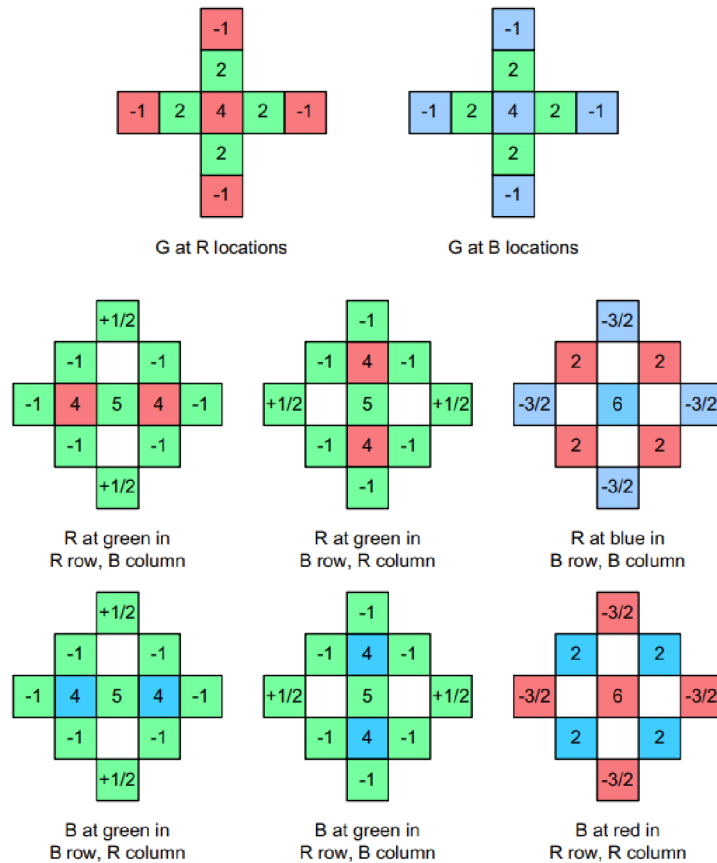 -1 -1
2 2
-1 2 4 2 -1 -1 2 4 2 -1
2 2
-1 -1
G at R locations G at B locations
+1/2 -1 -3/2
-1 -1 -1 4 -1 2 2
-1 4 5 4 -1 +1/2 5 +1/2 -3/2 6 -3/2
-1 -1 -1 4 -1 2 2
+1/2 -1 -3/2
R at green in R at green in R at blue in
R row, B column B row, R column B row, B column
+1/2 -1 -3/2
-1 -1 -1 4 -1 2 2
-1 4 5 4 -1 +1/2 5 +1/2 -3/2 6 -3/2
-1 -1 -1 4 -1 2 2
+1/2 -1 -3/2
B at green in B at green in B at red in
B row, R column R row, B column R row, R column